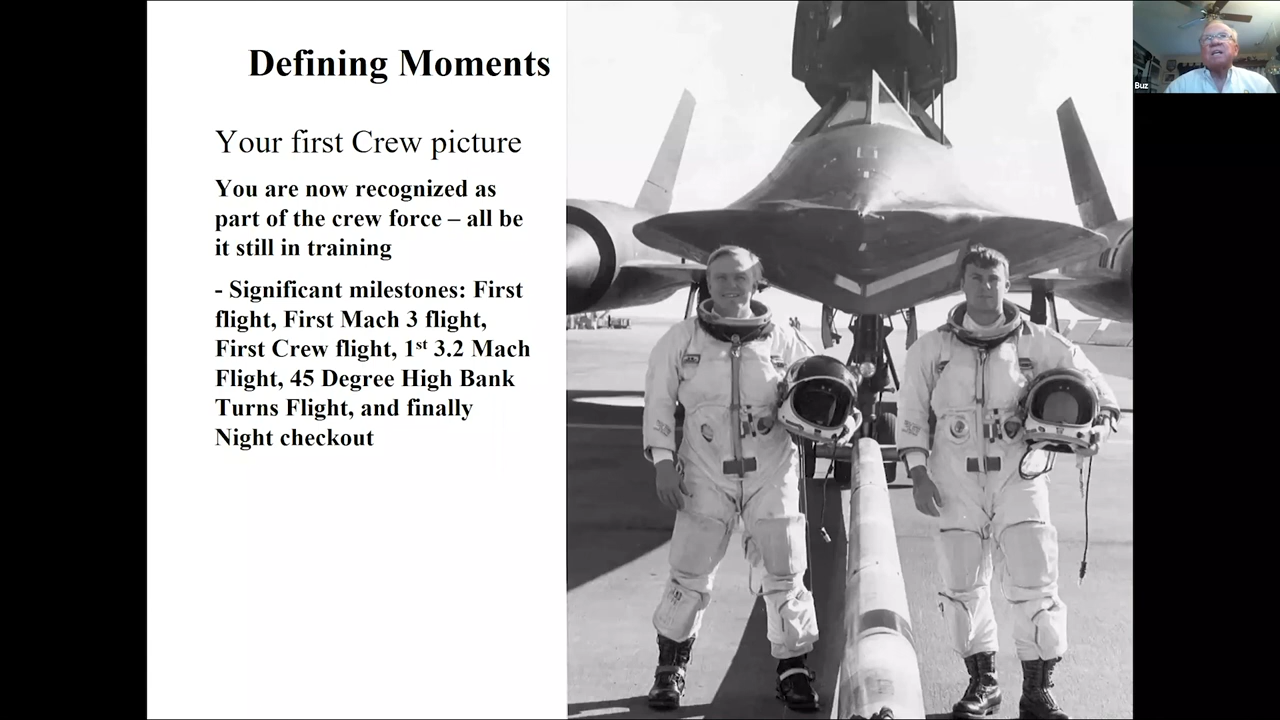 Defining Moments
Your first Crew picture
You are now recognized as
part of the crew force – all be
it still in training
- Significant milestones: First
flight, First Mach 3 flight,
First Crew flight, 1st 3.2 Mach
Flight, 45 Degree High Bank
Turns Flight, and finally
Night checkout
Buz